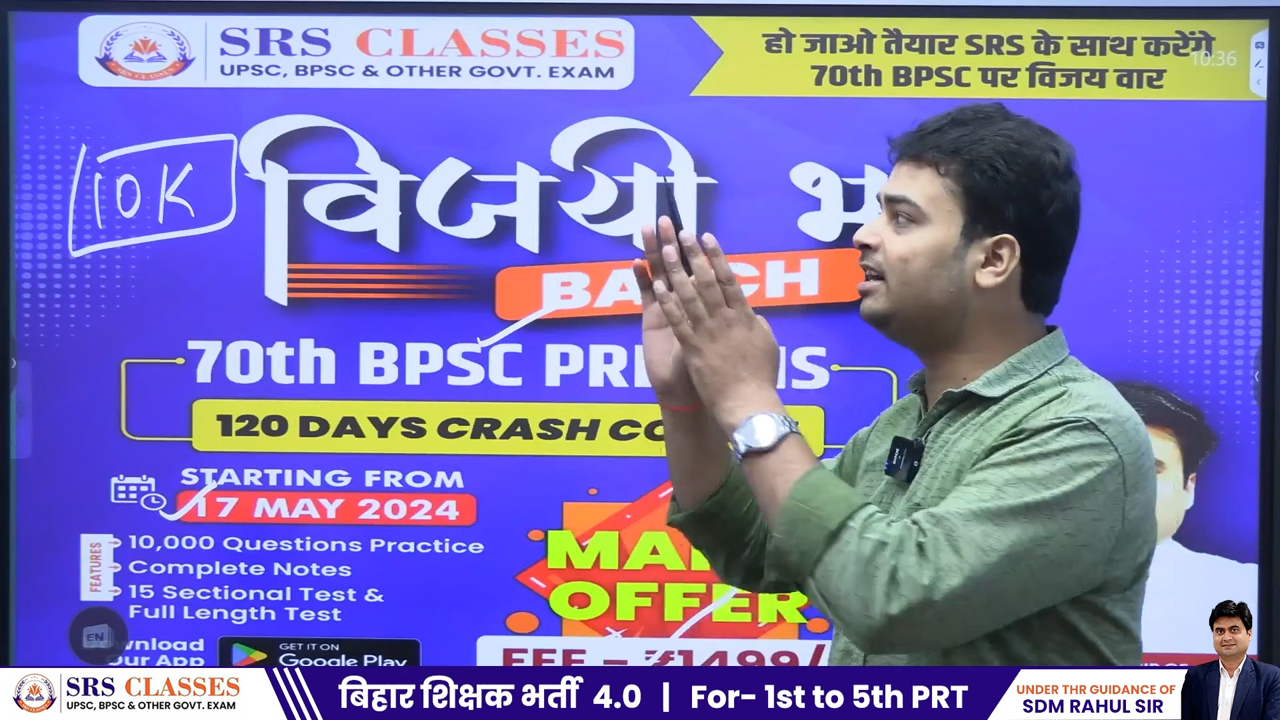 SRS CLASSES
UPSC, BPSC & OTHER GOVT. EXAM
हो जाओ तैयार SRS के साथ करेंगे
70th BPSC पर विजय वार
10:36
10K
विजयी
70th BPSC
120 DAYS CRASH
STARTING FROM
17 MAY 2024
FEATURES
10,000 Questions Practice
Complete Notes
15 Sectional Test &
Full Length Test
EN
GET IT ON
Google Play
OFFER
FEE – ₹1499/
SRS CLASSES
UPSC, BPSC & OTHER GOVT. EXAM
बिहार शिक्षक भर्ती 4.0 | For- 1st to 5th PRT
UNDER THR GUIDANCE OF
SDM RAHUL SIR